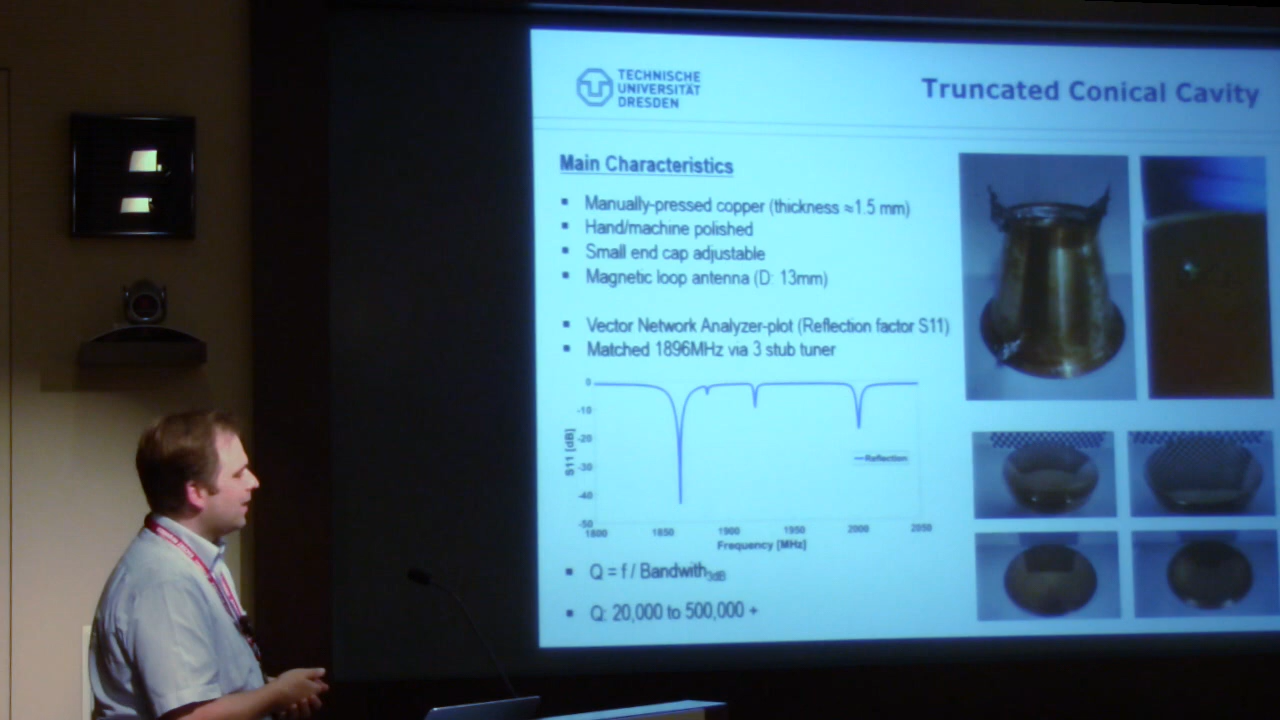 TECHNISCHE
UNIVERSITÄT
DRESDEN
Truncated Conical Cavity
Main Characteristics
▪ Manually-pressed copper (thickness ≈1.5 mm)
▪ Hand/machine polished
▪ Small end cap adjustable
▪ Magnetic loop antenna (D: 13mm)
▪ Vector Network Analyzer-plot (Reflection factor S11)
▪ Matched 1896MHz via 3 stub tuner
0
-10
-20
-30
-40
-50
S11 [dB]
Reflection
1800 1850 1900 1950 2000 2050
Frequency [MHz]
▪ Q = f / Bandwith3dB
▪ Q: 20,000 to 500,000 +